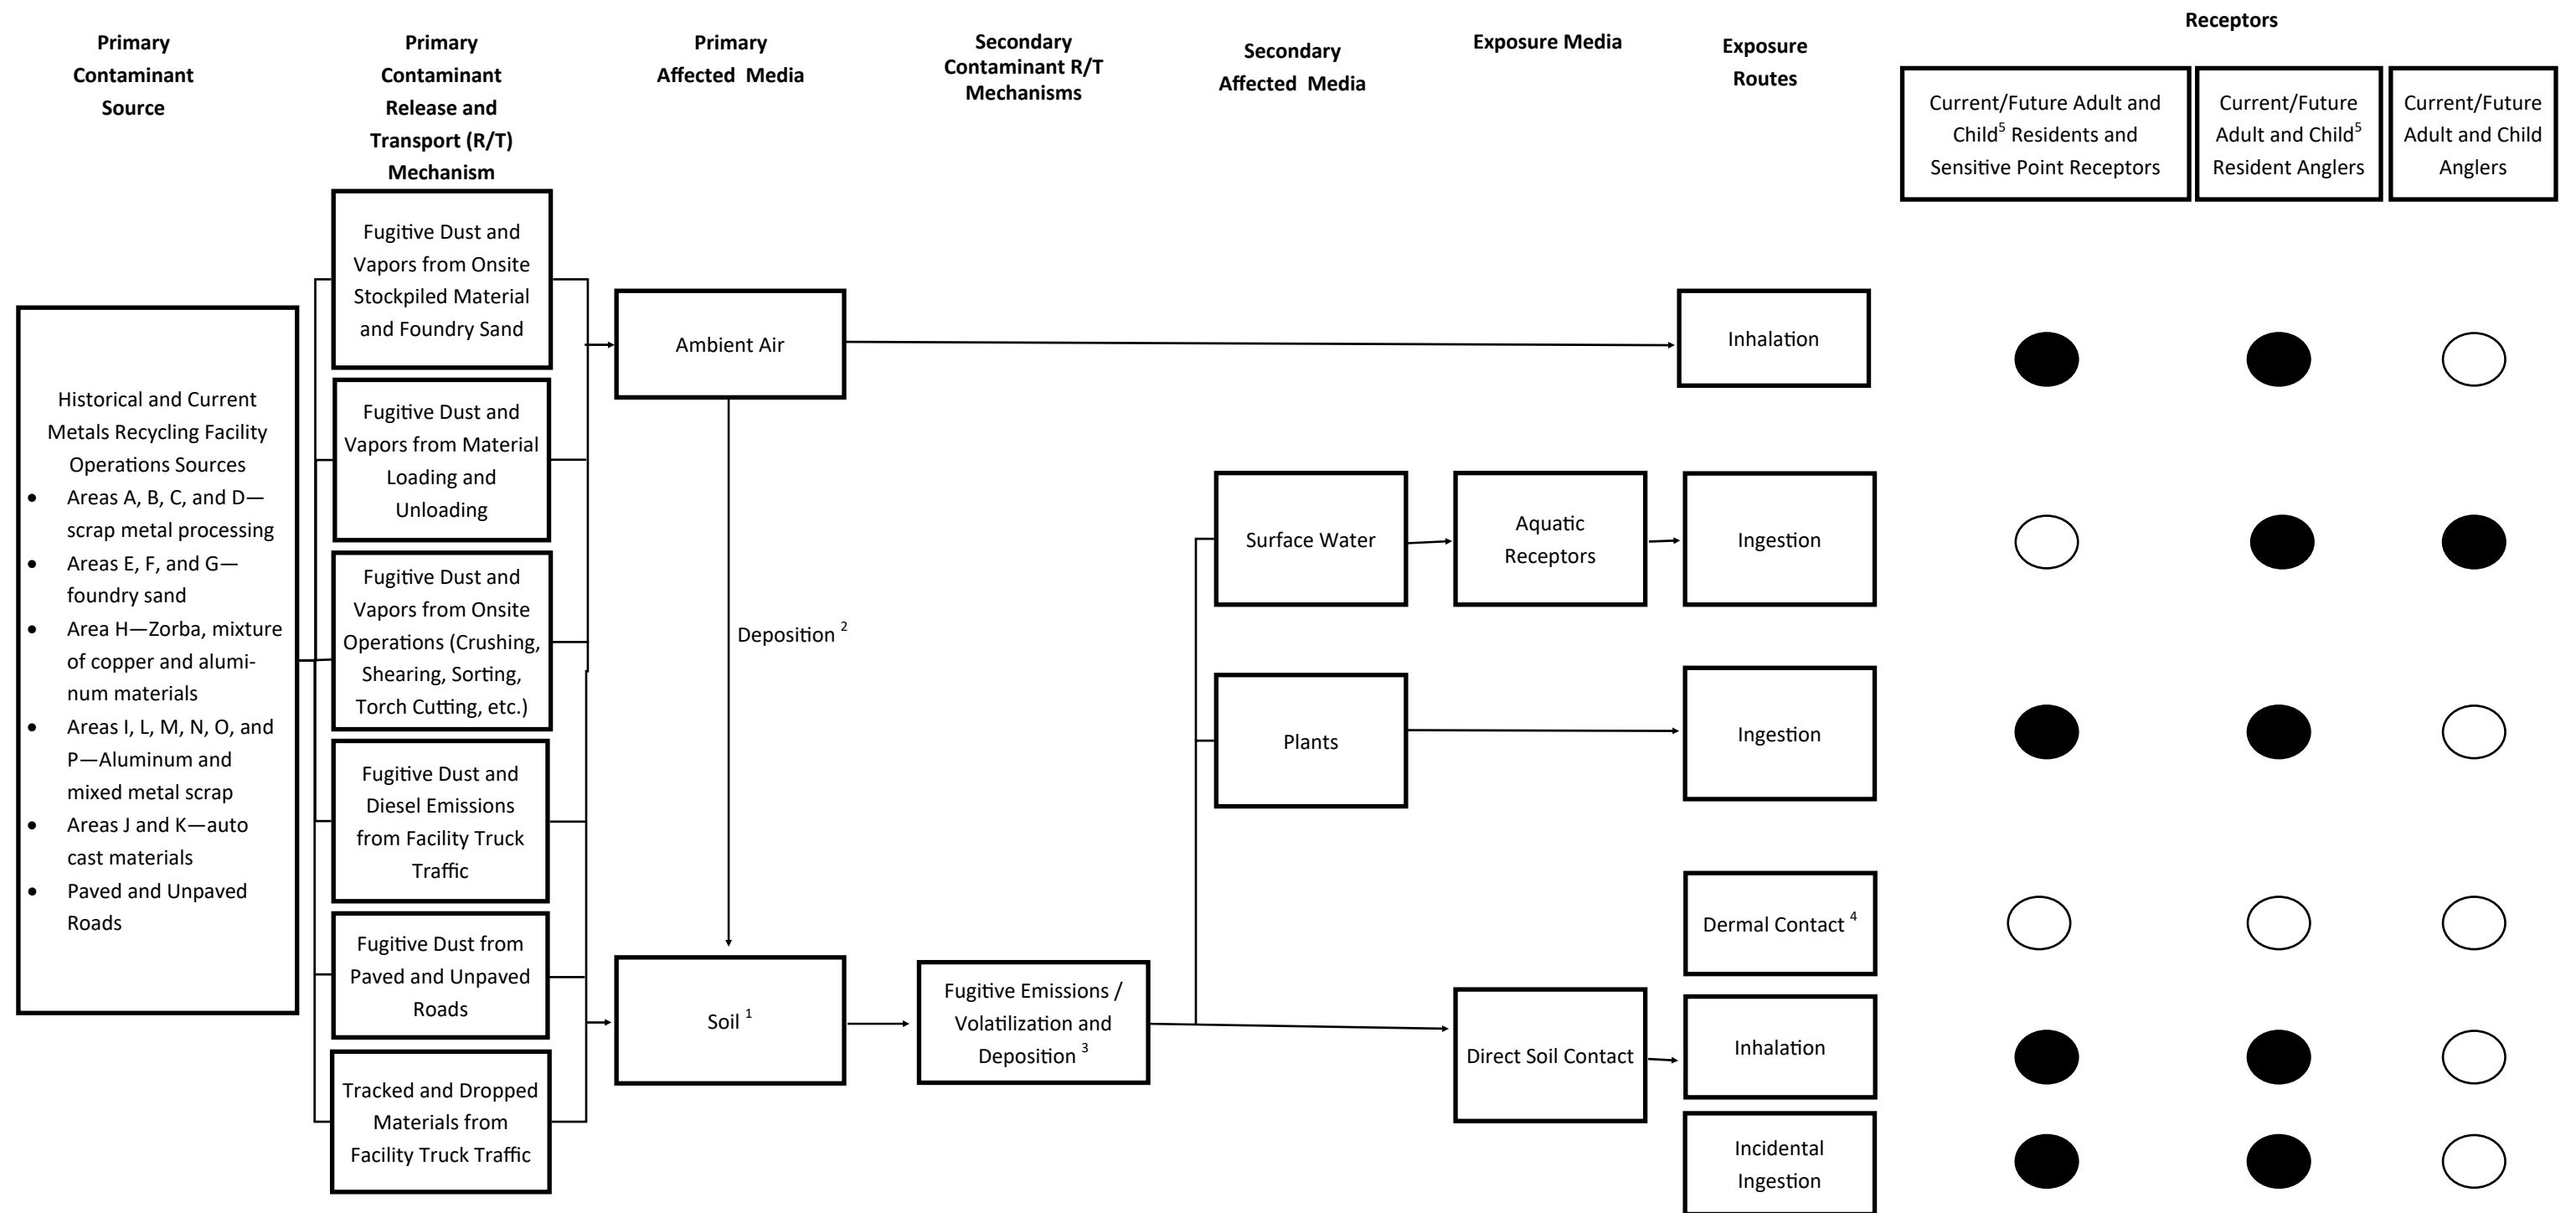 Primary
Contaminant
Source
Primary
Contaminant
Release and
Transport (R/T)
Mechanism
Primary
Affected  Media
Secondary
Contaminant R/T
Mechanisms
Secondary
Affected  Media
Exposure Media
Exposure
Routes
Receptors
Current/Future Adult and
Child5 Residents and
Sensitive Point Receptors
Current/Future
Adult and Child5
Resident Anglers
Current/Future
Adult and Child
Anglers
Historical and Current
Metals Recycling Facility
Operations Sources
• Areas A, B, C, and D—
scrap metal processing
• Areas E, F, and G—
foundry sand
• Area H—Zorba, mixture
of copper and alumi-
num materials
• Areas I, L, M, N, O, and
P—Aluminum and
mixed metal scrap
• Areas J and K—auto
cast materials
• Paved and Unpaved
Roads
Fugitive Dust and
Vapors from Onsite
Stockpiled Material
and Foundry Sand
Fugitive Dust and
Vapors from Material
Loading and
Unloading
Fugitive Dust and
Vapors from Onsite
Operations (Crushing,
Shearing, Sorting,
Torch Cutting, etc.)
Fugitive Dust and
Diesel Emissions
from Facility Truck
Traffic
Fugitive Dust from
Paved and Unpaved
Roads
Tracked and Dropped
Materials from
Facility Truck Traffic
Ambient Air
Deposition 2
Soil 1
Fugitive Emissions /
Volatilization and
Deposition 3
Surface Water
Plants
Aquatic
Receptors
Direct Soil Contact
Inhalation
Ingestion
Ingestion
Dermal Contact 4
Inhalation
Incidental
Ingestion